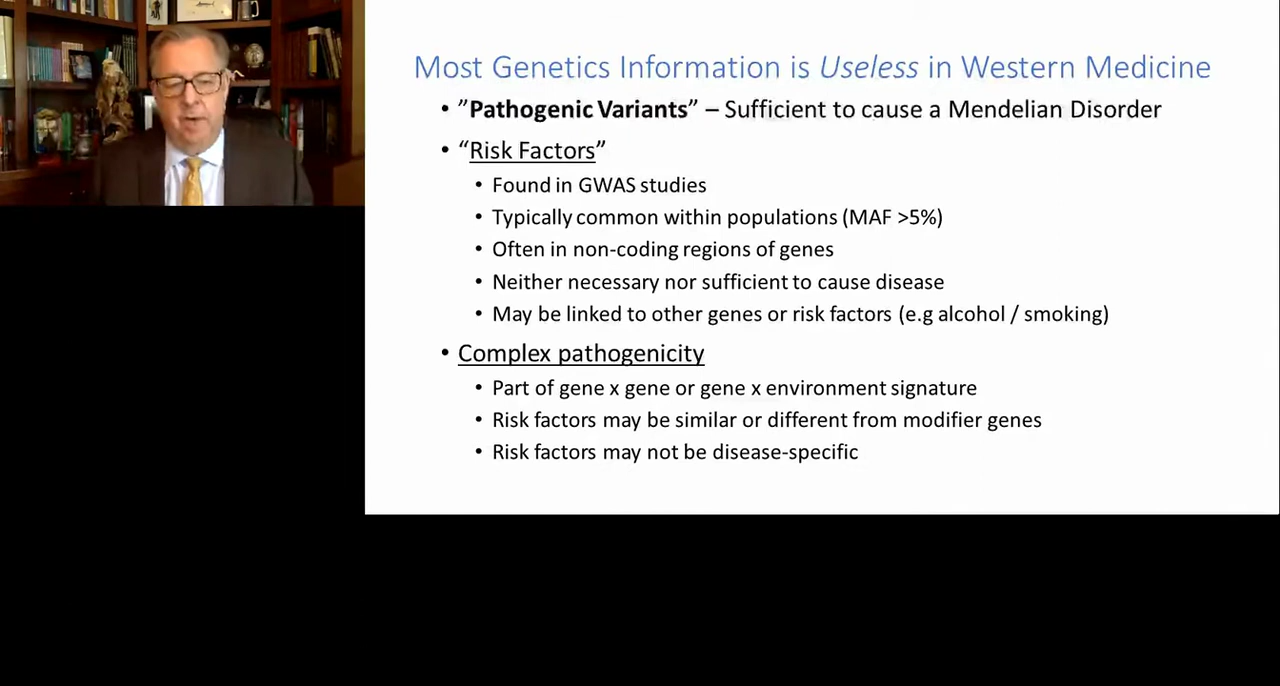 Most Genetics Information is Useless in Western Medicine
• ”Pathogenic Variants” – Sufficient to cause a Mendelian Disorder
• “Risk Factors”
• Found in GWAS studies
• Typically common within populations (MAF >5%)
• Often in non-coding regions of genes
• Neither necessary nor sufficient to cause disease
• May be linked to other genes or risk factors (e.g alcohol / smoking)
• Complex pathogenicity
• Part of gene x gene or gene x environment signature
• Risk factors may be similar or different from modifier genes
• Risk factors may not be disease-specific